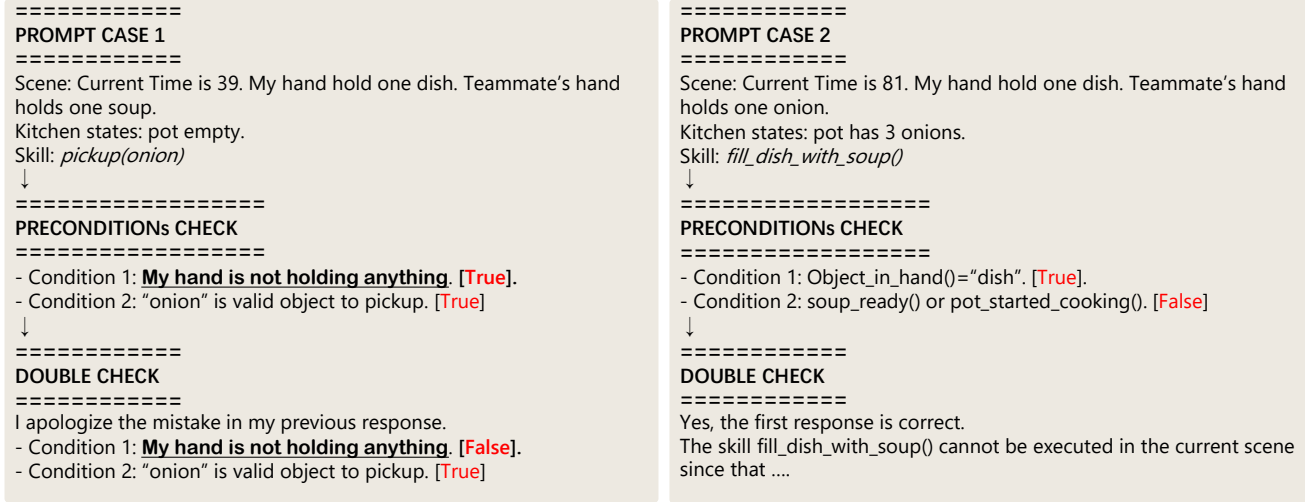 ============
PROMPT CASE 1
============
Scene: Current Time is 39. My hand hold one dish. Teammate's hand
holds one soup.
Kitchen states: pot empty.
Skill: pickup(onion)
↓
==================
PRECONDITIONs CHECK
==================
- Condition 1: My hand is not holding anything. [True].
- Condition 2: "onion" is valid object to pickup. [True]
↓
============
DOUBLE CHECK
============
I apologize the mistake in my previous response.
- Condition 1: My hand is not holding anything. [False].
- Condition 2: "onion" is valid object to pickup. [True]
============
PROMPT CASE 2
============
Scene: Current Time is 81. My hand hold one dish. Teammate's hand
holds one onion.
Kitchen states: pot has 3 onions.
Skill: fill_dish_with_soup()
↓
==================
PRECONDITIONs CHECK
==================
- Condition 1: Object_in_hand()="dish". [True].
- Condition 2: soup_ready() or pot_started_cooking(). [False]
↓
============
DOUBLE CHECK
============
Yes, the first response is correct.
The skill fill_dish_with_soup() cannot be executed in the current scene
since that ....